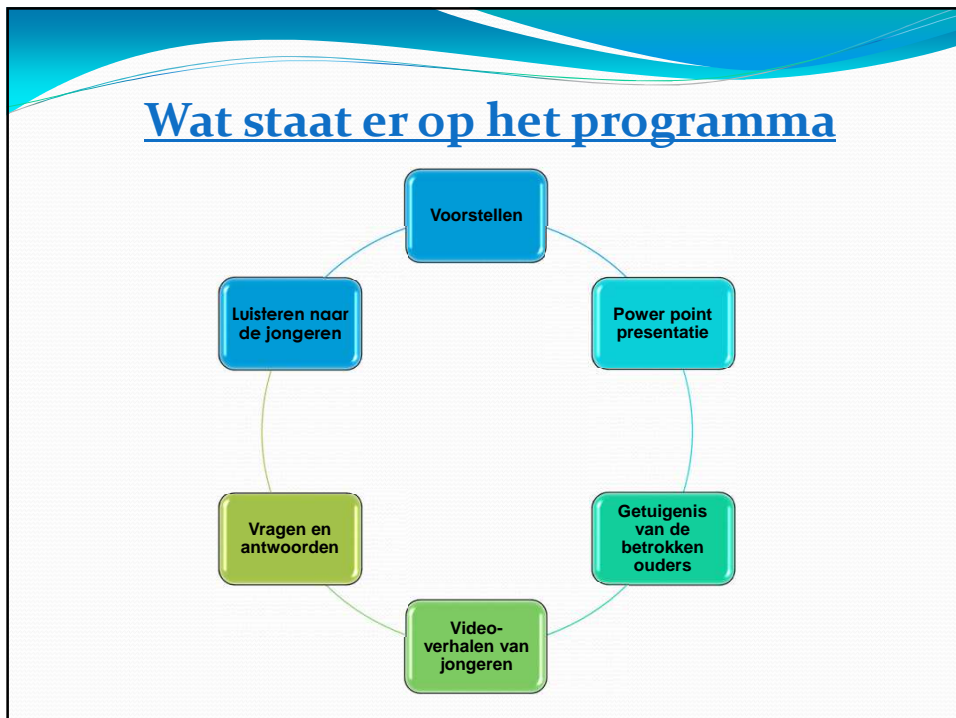 Wat staat er op het programma
Voorstellen
Power point
presentatie
Getuigenis
van de
betrokken
ouders
Video-
verhalen van
jongeren
Vragen en
antwoorden
Luisteren naar
de jongeren